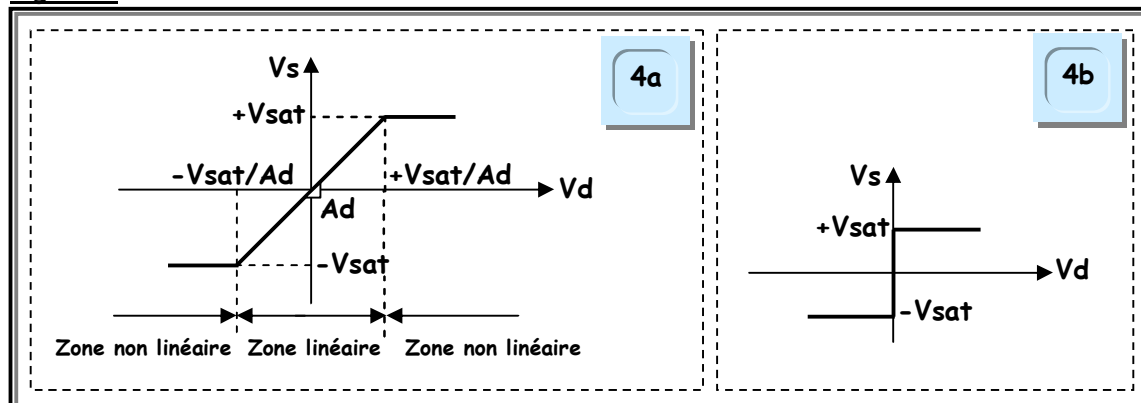 4a
Vs
+Vsat
-Vsat/Ad
+Vsat/Ad
Vd
Ad
-Vsat
Zone non linéaire
Zone linéaire
Zone non linéaire
4b
Vs
+Vsat
Vd
-Vsat